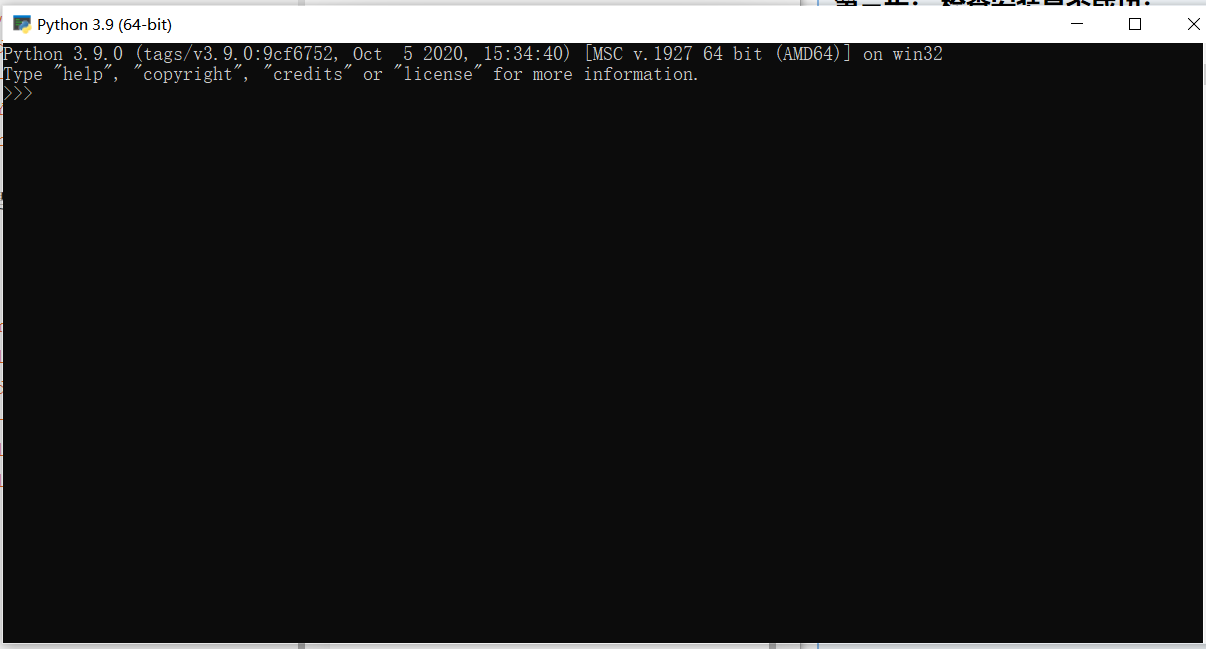 Python 3.9 (64-bit)
Python 3.9.0 (tags/v3.9.0:9cf6752, Oct  5 2020, 15:34:40) [MSC v.1927 64 bit (AMD64)] on win32
Type "help", "copyright", "credits" or "license" for more information.
>>>